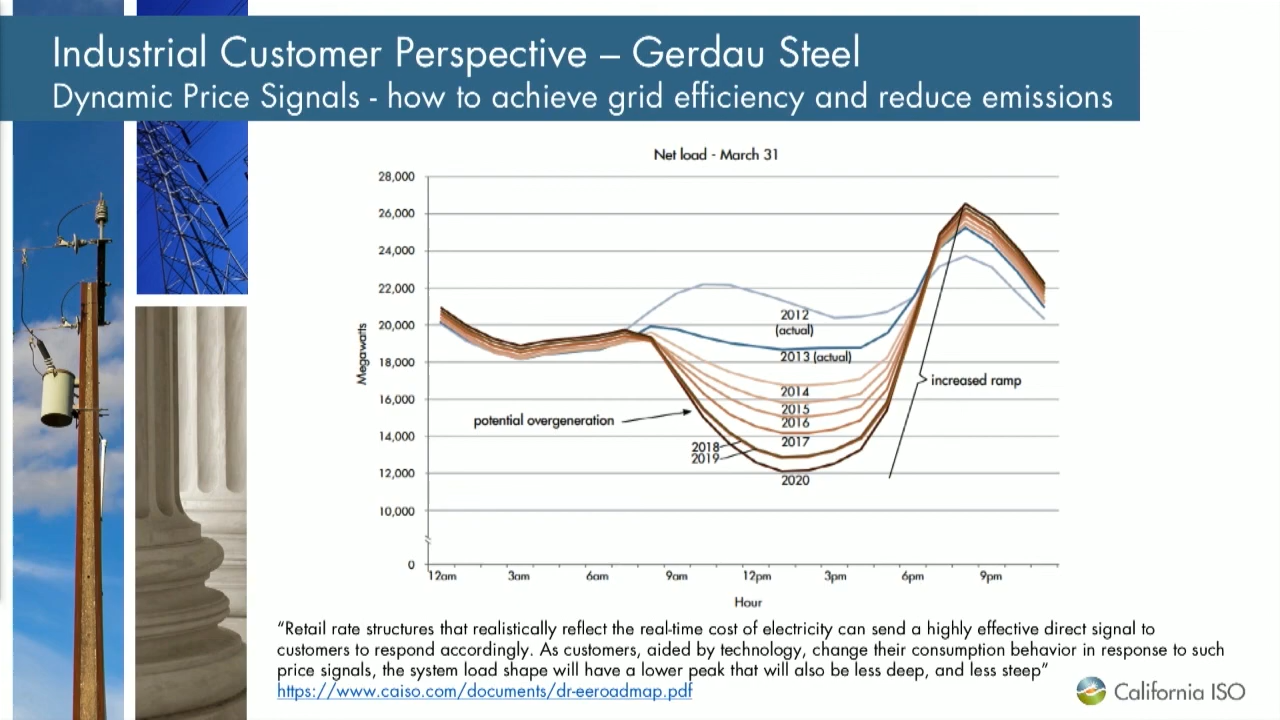 Industrial Customer Perspective – Gerdau Steel
Dynamic Price Signals - how to achieve grid efficiency and reduce emissions
Net load - March 31
28,000
26,000
24,000
22,000
20,000
18,000
16,000
14,000
12,000
10,000
0
Megawatts
2012
(actual)
2013 (actual)
2014
2015
2016
2017
2018
2019
2020
potential overgeneration
increased ramp
12am
3am
6am
9am
12pm
3pm
6pm
9pm
Hour
“Retail rate structures that realistically reflect the real-time cost of electricity can send a highly effective direct signal to
customers to respond accordingly. As customers, aided by technology, change their consumption behavior in response to such
price signals, the system load shape will have a lower peak that will also be less deep, and less steep”
https://www.caiso.com/documents/dr-eeroadmap.pdf
California ISO